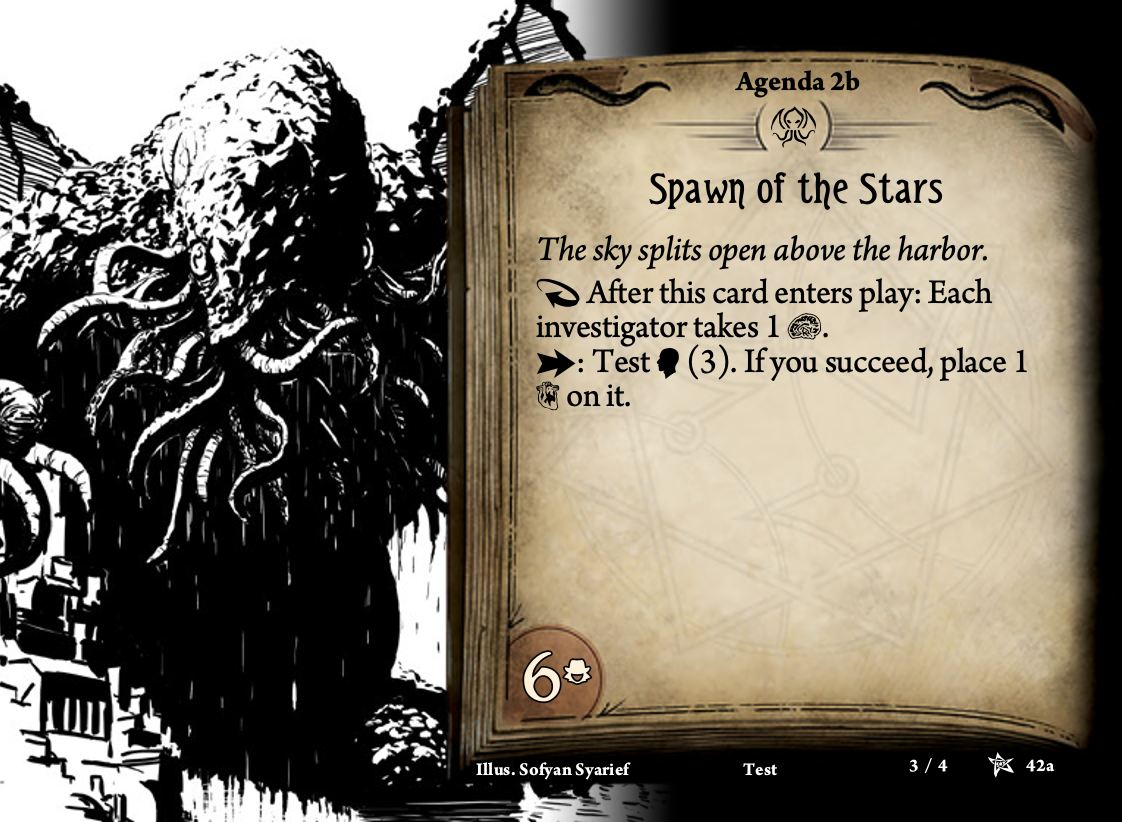 Agenda 2b
Spawn of the Stars
The sky splits open above the harbor.
After this card enters play: Each
investigator takes 1 .
: Test (3). If you succeed, place 1
on it.
6
Illus. Sofyan Syarief
Test
3 / 4
42a